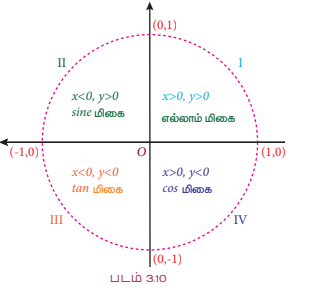 (0,1)
II
I
x<0, y>0
sine மிகை
x>0, y>0
எல்லாம் மிகை
(-1,0)
O
(1,0)
x<0, y<0
tan மிகை
x>0, y<0
cos மிகை
III
IV
(0,-1)
படம் 3.10